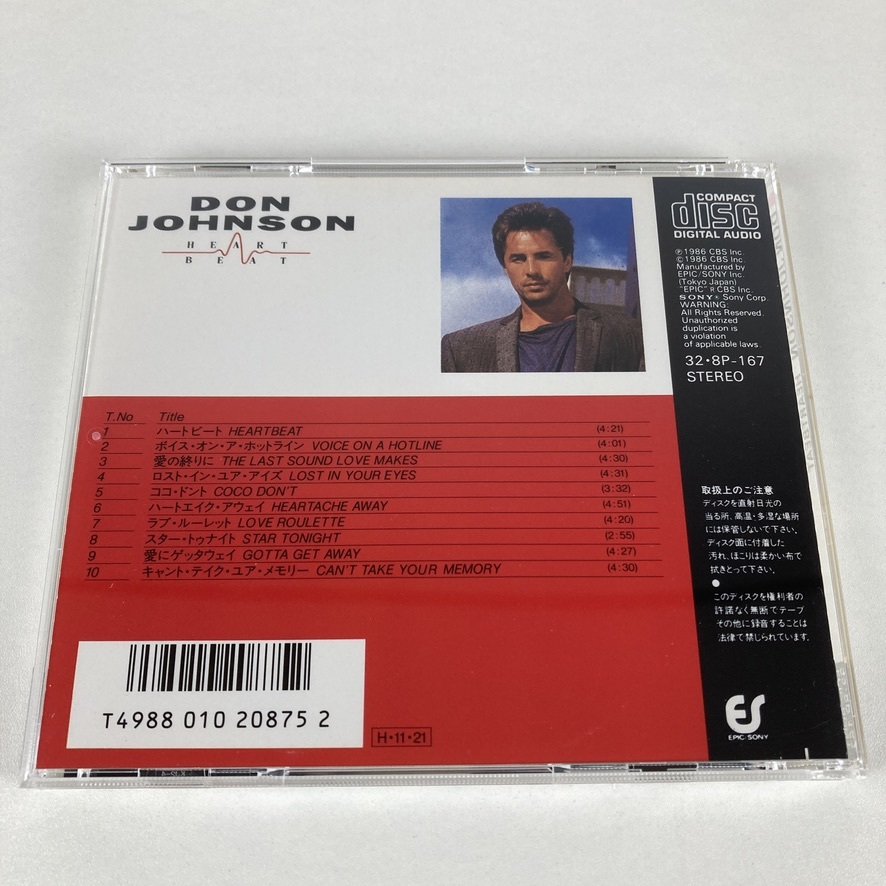 DON
JOHNSON
HEART
BEAT
COMPACT
disc
DIGITAL AUDIO
℗1986 CBS Inc.
©1986 CBS Inc.
Manufactured by
EPIC/SONY INC.
(Tokyo Japan)
"EPIC" R CBS Inc.
SONY® Sony Corp.
WARNING:
All Rights Reserved.
Unauthorized
duplication is
a violation
of applicable laws.
32・8P-167
STEREO
T.No Title
1 ハートビート HEARTBEAT (4:21)
2 ボイス・オン・ア・ホットライン VOICE ON A HOTLINE (4:01)
3 愛の終りに THE LAST SOUND LOVE MAKES (4:30)
4 ロスト・イン・ユア・アイズ LOST IN YOUR EYES (4:31)
5 ココ・ドント COCO DON'T (3:32)
6 ハートエイク・アウェイ HEARTACHE AWAY (4:51)
7 ラブ・ルーレット LOVE ROULETTE (4:20)
8 スター・トゥナイト STAR TONIGHT (2:55)
9 愛にゲッタウェイ GOTTA GET AWAY (4:27)
10 キャント・テイク・ユア・メモリー CAN'T TAKE YOUR MEMORY (4:30)
取扱上のご注意
ディスクを直射日光の
当る所、高温・多湿な場所
には保管しないで下さい。
ディスク面に付着した
汚れ、ほこりは柔かい布で
拭きとって下さい。
●
このディスクを権利者の
許諾なく無断でテープ
その他に録音することは
法律で禁じられています。
T4988 010 20875 2
H・11・21
ES
EPIC/SONY